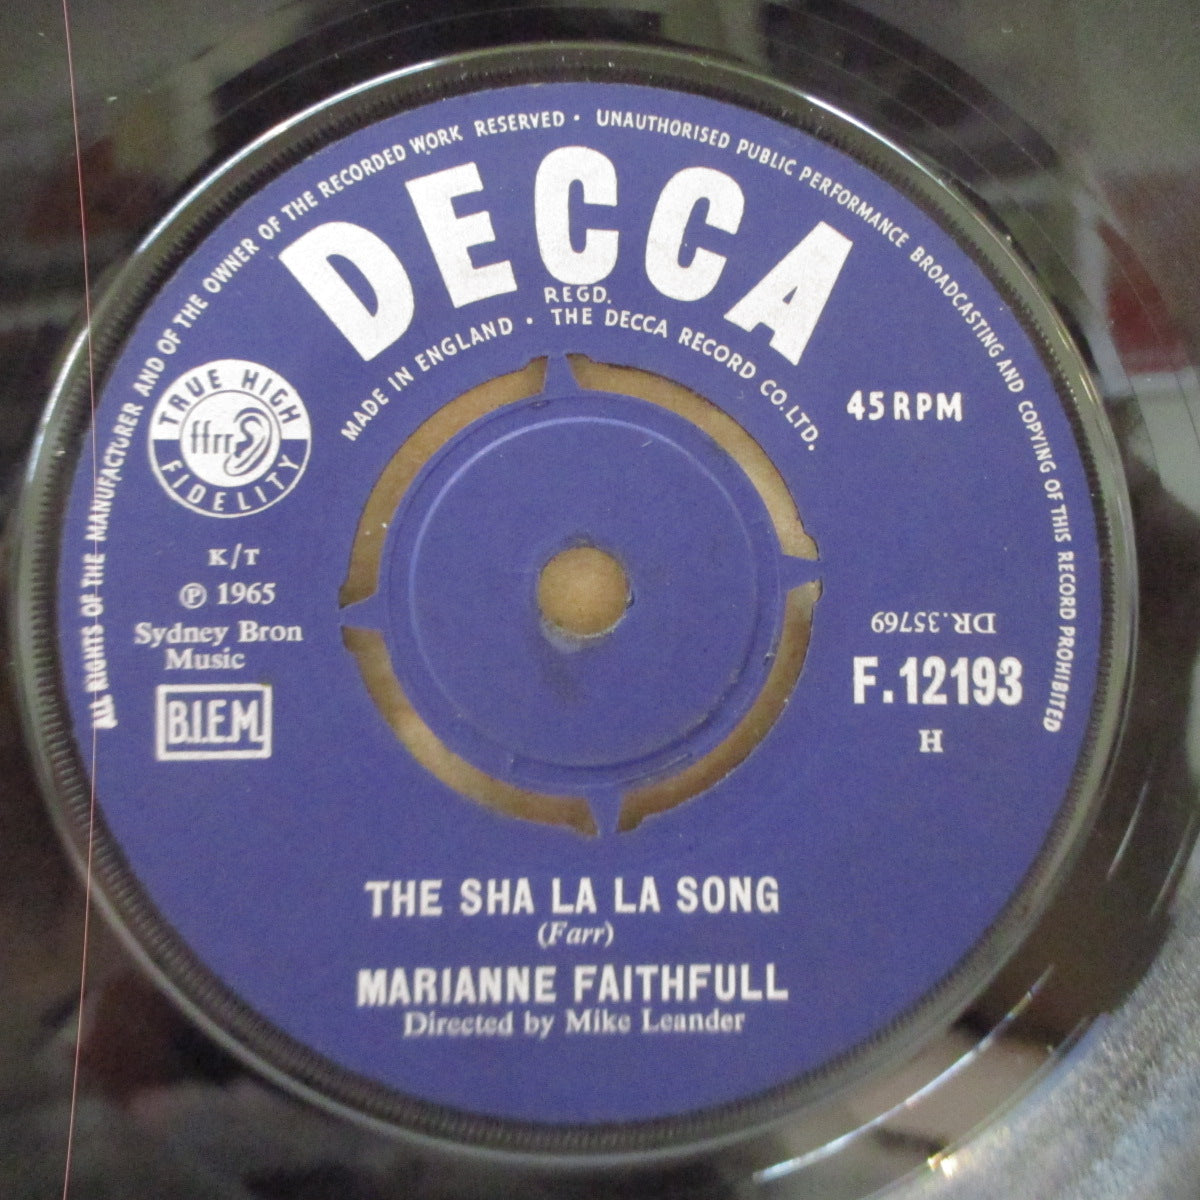 ALL RIGHTS OF THE MANUFACTURER AND OF THE OWNER OF THE RECORDED WORK RESERVED · UNAUTHORISED PUBLIC PERFORMANCE BROADCASTING AND COPYING OF THIS RECORD PROHIBITED
DECCA
REGD.
MADE IN ENGLAND · THE DECCA RECORD CO. LTD.
TRUE HIGH
ffrr
FIDELITY
45 RPM
K/T
℗ 1965
Sydney Bron
Music
B.I.E.M.
DR.35769
F.12193
H
THE SHA LA LA SONG
(Farr)
MARIANNE FAITHFULL
Directed by Mike Leander